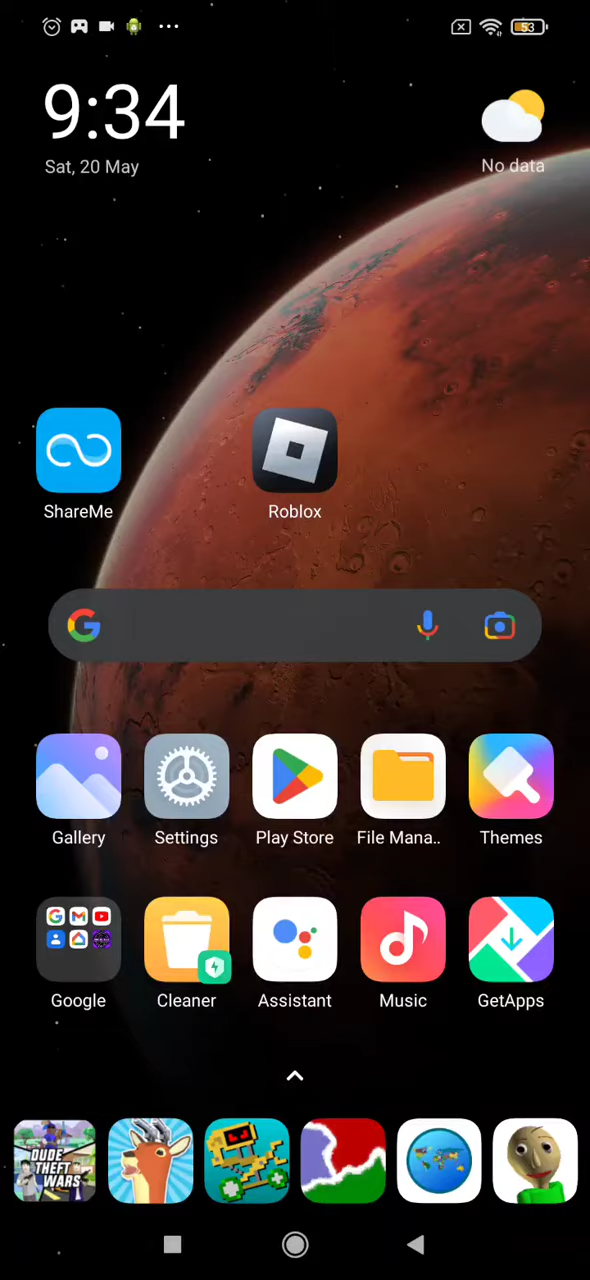 53
9:34
Sat, 20 May
No data
ShareMe
Roblox
Gallery
Settings
Play Store
File Mana..
Themes
Google
Cleaner
Assistant
Music
GetApps
DUDE
THEFT
WARS